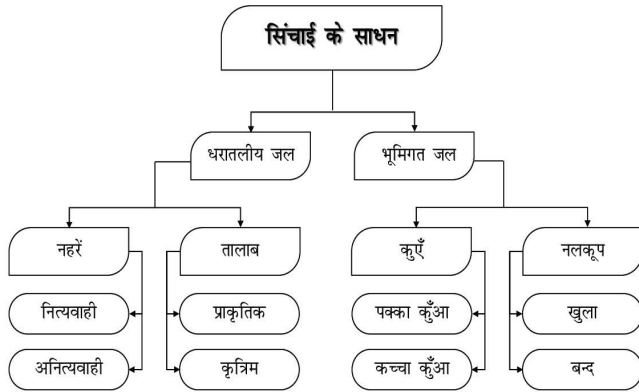 सिंचाई के साधन
धरातलीय जल
भूमिगत जल
नहरें
तालाब
कुएँ
नलकूप
नित्यवाही
प्राकृतिक
पक्का कुँआ
खुला
अनित्यवाही
कृत्रिम
कच्चा कुँआ
बन्द